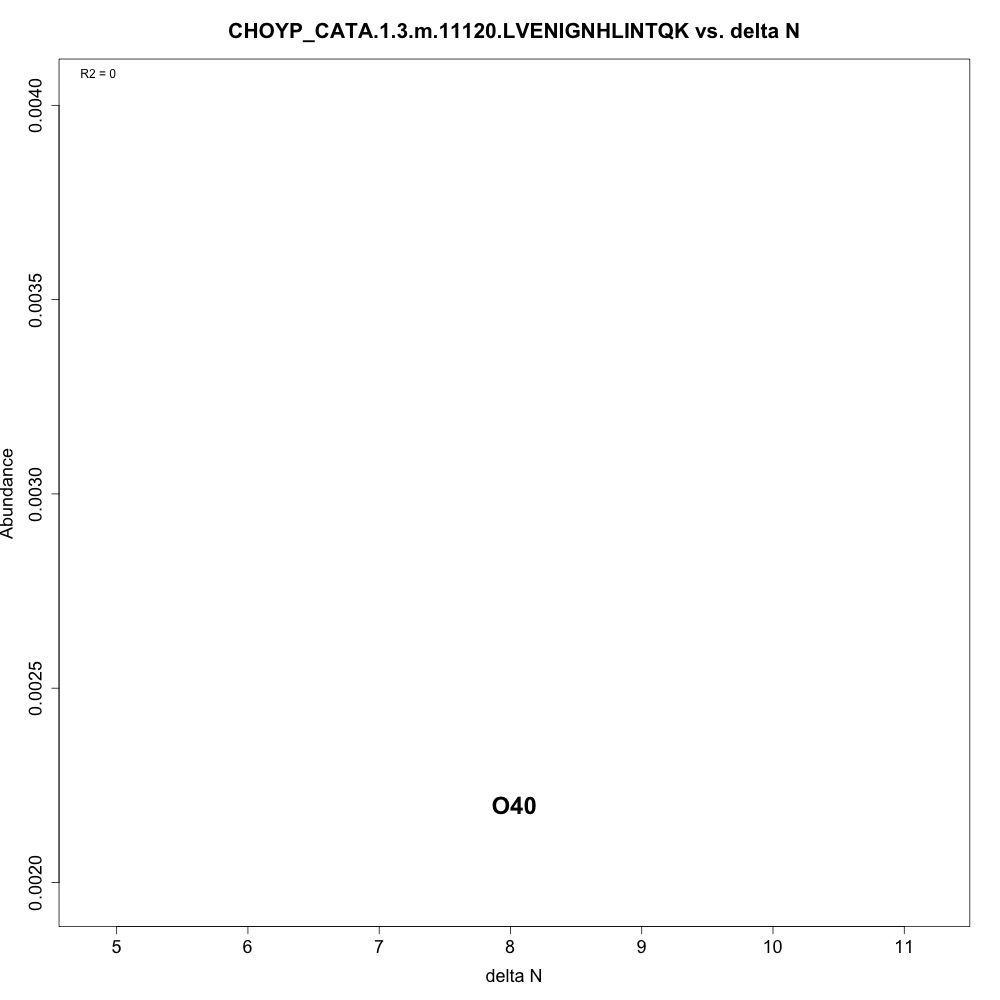 CHOYP_CATA.1.3.m.11120.LVENIGNHLINTQK vs. delta N
R2 = 0
0.0040
0.0035
0.0030
0.0025
0.0020
Abundance
O40
5 6 7 8 9 10 11
delta N